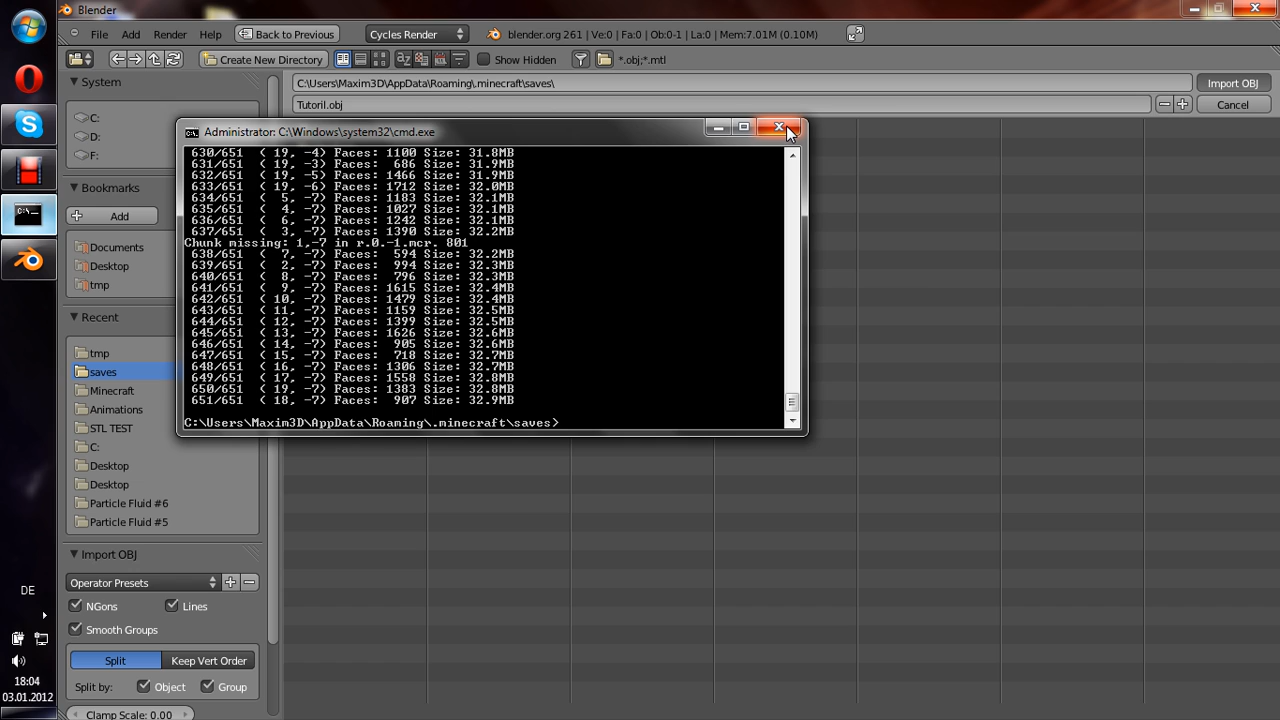 Blender
File Add Render Help Back to Previous Cycles Render blender.org 261 | Ve:0 | Fa:0 | Ob:0-1 | La:0 | Mem:7.01M (0.10M)
Create New Directory Show Hidden *.obj;*.mtl
System
C:\Users\Maxim3D\AppData\Roaming\.minecraft\saves\ Import OBJ
Tutoril.obj Cancel
C:
D:
F:
Bookmarks
Add
Documents
Desktop
tmp
Recent
tmp
saves
Minecraft
Animations
STL TEST
C:
Desktop
Desktop
Particle Fluid #6
Particle Fluid #5
Import OBJ
Operator Presets
NGons Lines
Smooth Groups
Split Keep Vert Order
Split by: Object Group
Clamp Scale: 0.00
Administrator: C:\Windows\system32\cmd.exe
630/651 ( 19, -4) Faces: 1100 Size: 31.8MB
631/651 ( 19, -3) Faces: 686 Size: 31.9MB
632/651 ( 19, -5) Faces: 1466 Size: 31.9MB
633/651 ( 19, -6) Faces: 1712 Size: 32.0MB
634/651 ( 5, -7) Faces: 1183 Size: 32.1MB
635/651 ( 4, -7) Faces: 1027 Size: 32.1MB
636/651 ( 6, -7) Faces: 1242 Size: 32.1MB
637/651 ( 3, -7) Faces: 1390 Size: 32.2MB
Chunk missing: 1,-7 in r.0.-1.mcr. 801
638/651 ( 7, -7) Faces: 594 Size: 32.2MB
639/651 ( 2, -7) Faces: 994 Size: 32.3MB
640/651 ( 8, -7) Faces: 796 Size: 32.3MB
641/651 ( 9, -7) Faces: 1615 Size: 32.4MB
642/651 ( 10, -7) Faces: 1479 Size: 32.4MB
643/651 ( 11, -7) Faces: 1159 Size: 32.5MB
644/651 ( 12, -7) Faces: 1399 Size: 32.5MB
645/651 ( 13, -7) Faces: 1626 Size: 32.6MB
646/651 ( 14, -7) Faces: 905 Size: 32.6MB
647/651 ( 15, -7) Faces: 718 Size: 32.7MB
648/651 ( 16, -7) Faces: 1306 Size: 32.7MB
649/651 ( 17, -7) Faces: 1558 Size: 32.8MB
650/651 ( 19, -7) Faces: 1383 Size: 32.8MB
651/651 ( 18, -7) Faces: 907 Size: 32.9MB
C:\Users\Maxim3D\AppData\Roaming\.minecraft\saves>
DE
18:04
03.01.2012